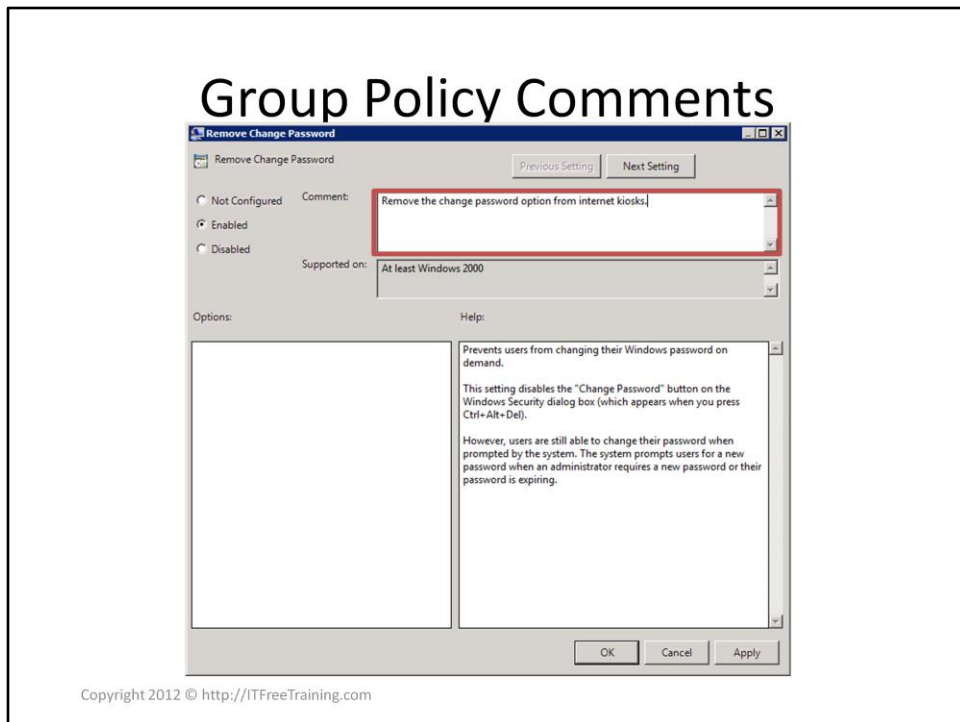 Group Policy Comments
Remove Change Password
Remove Change Password
Previous Setting
Next Setting
Not Configured
Comment:
Remove the change password option from internet kiosks.
Enabled
Disabled
Supported on:
At least Windows 2000
Options:
Help:
Prevents users from changing their Windows password on
demand.
This setting disables the "Change Password" button on the
Windows Security dialog box (which appears when you press
Ctrl+Alt+Del).
However, users are still able to change their password when
prompted by the system. The system prompts users for a new
password when an administrator requires a new password or their
password is expiring.
OK
Cancel
Apply
Copyright 2012 © http://ITFreeTraining.com